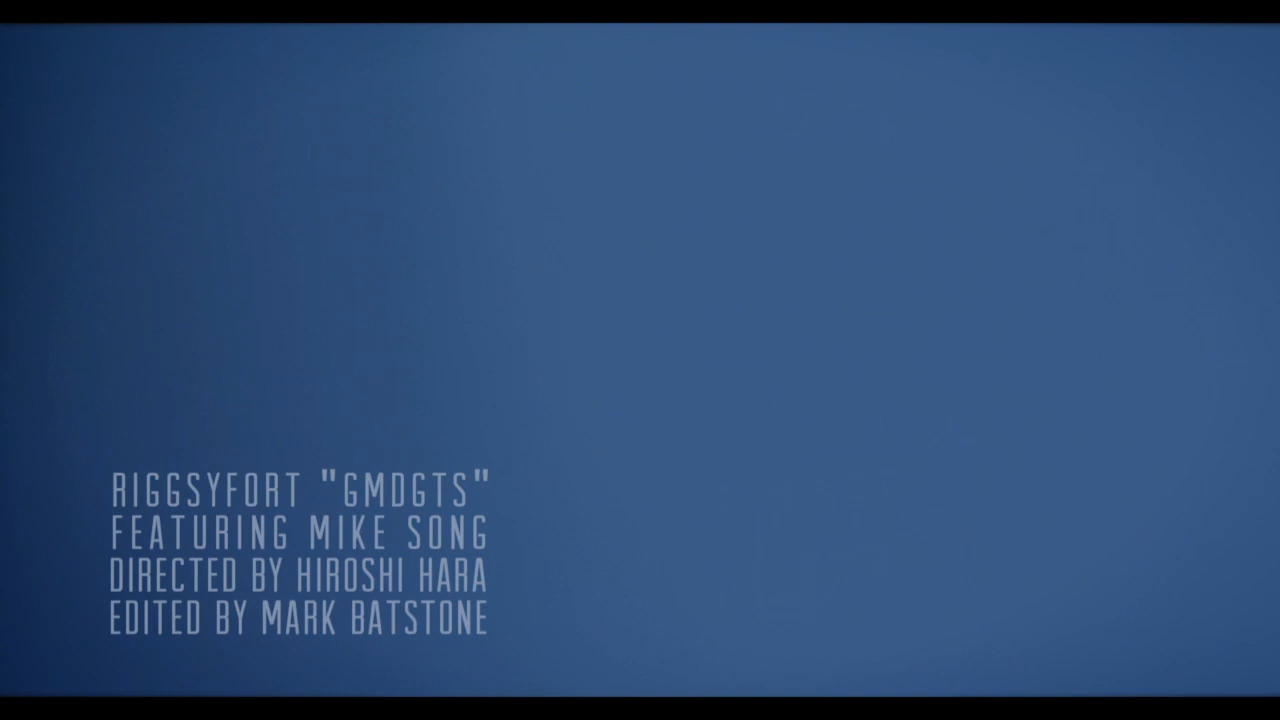 RIGGSYFORT "GMDGTS"
FEATURING MIKE SONG
DIRECTED BY HIROSHI HARA
EDITED BY MARK BATSTONE